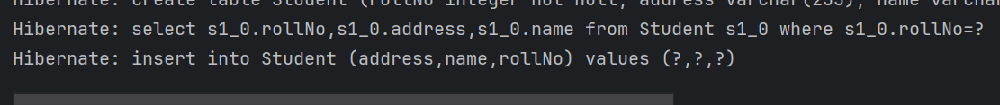 Hibernate: create table Student (rollNo integer not null, address varchar(255), name varchar
Hibernate: select s1_0.rollNo,s1_0.address,s1_0.name from Student s1_0 where s1_0.rollNo=?
Hibernate: insert into Student (address,name,rollNo) values (?,?,?)